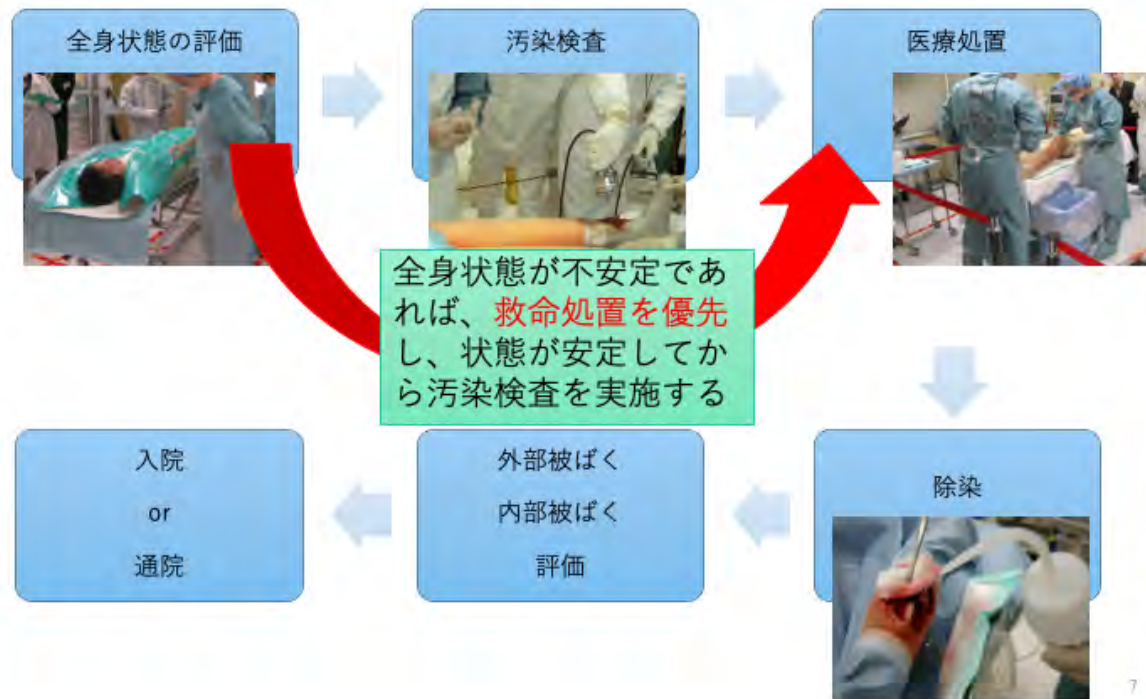 全身状態の評価
汚染検査
医療処置
全身状態が不安定であ
れば、救命処置を優先
し、状態が安定してか
ら汚染検査を実施する
入院
or
通院
外部被ばく
内部被ばく
評価
除染
7